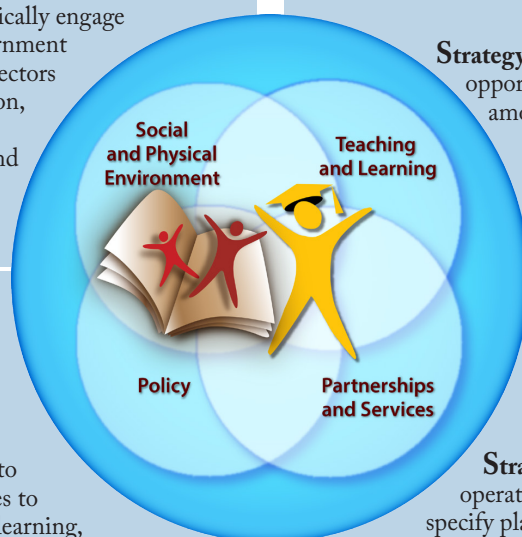 ically engage
rnment
ectors
on,
nd
Strategy
oppor
amo
Social
and Physical
Environment
Teaching
and Learning
Policy
Partnerships
and Services
to
es to
learning,
Stra
operat
specify pla